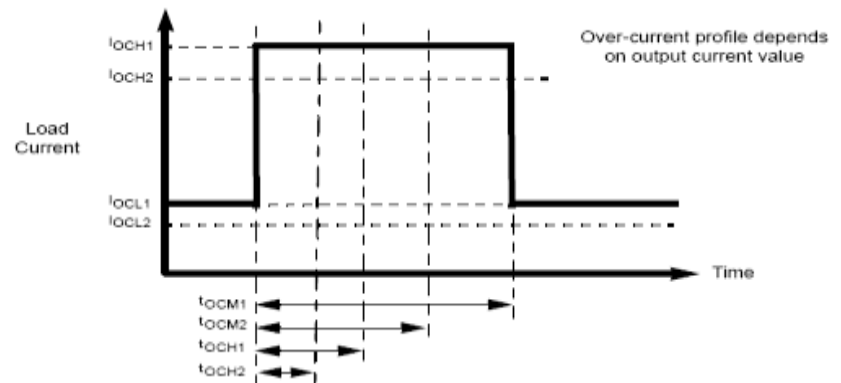 Over-current profile depends
on output current value
IOCH1
IOCH2
Load
Current
IOCL1
IOCL2
Time
tOCM1
tOCM2
tOCH1
tOCH2